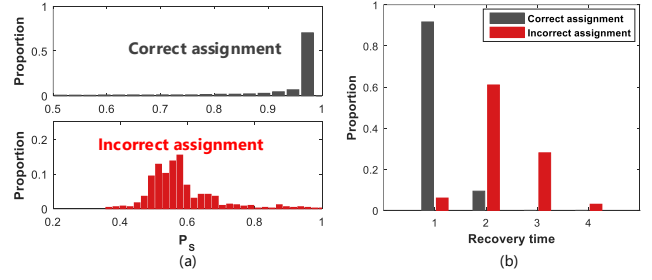 Proportion
1
0.5
0
Correct assignment
0.5 0.6 0.7 0.8 0.9 1
Proportion
0.2
0.1
0
Incorrect assignment
0.2 0.4 0.6 0.8 1
P_S
(a)
Proportion
1
0.8
0.6
0.4
0.2
0
Correct assignment
Incorrect assignment
1 2 3 4
Recovery time
(b)